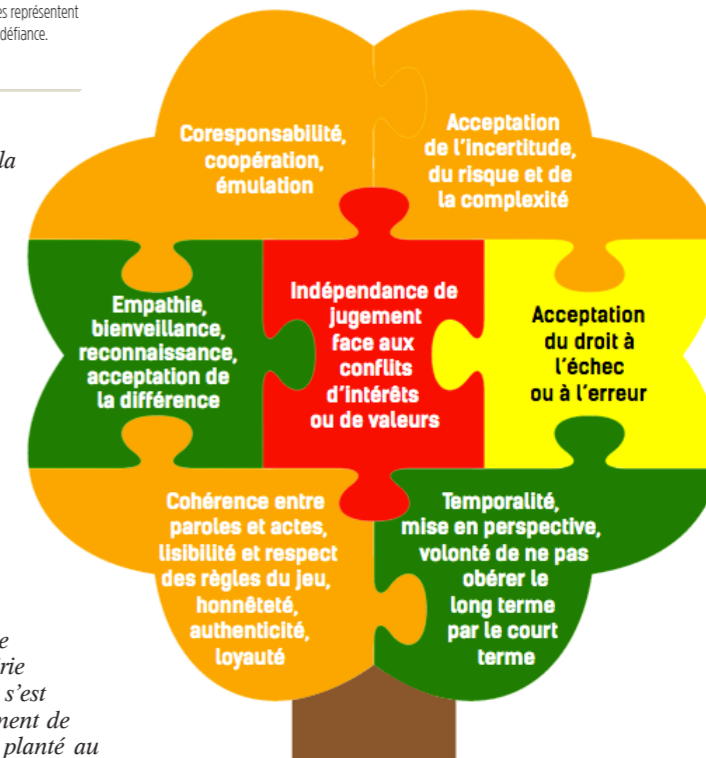 es représentent
défiance.
la
Coresponsabilité,
coopération,
émulation
Acceptation
de l'incertitude,
du risque et de
la complexité
Empathie,
bienveillance,
reconnaissance,
acceptation de
la différence
Indépendance de
jugement
face aux
conflits
d'intérêts
ou de valeurs
Acceptation
du droit à
l'échec
ou à l'erreur
Cohérence entre
paroles et actes,
lisibilité et respect
des règles du jeu,
honnêteté,
authenticité,
loyauté
Temporalité,
mise en perspective,
volonté de ne pas
obérer le
long terme
par le court
terme
e
rie
s'est
ment de
planté au